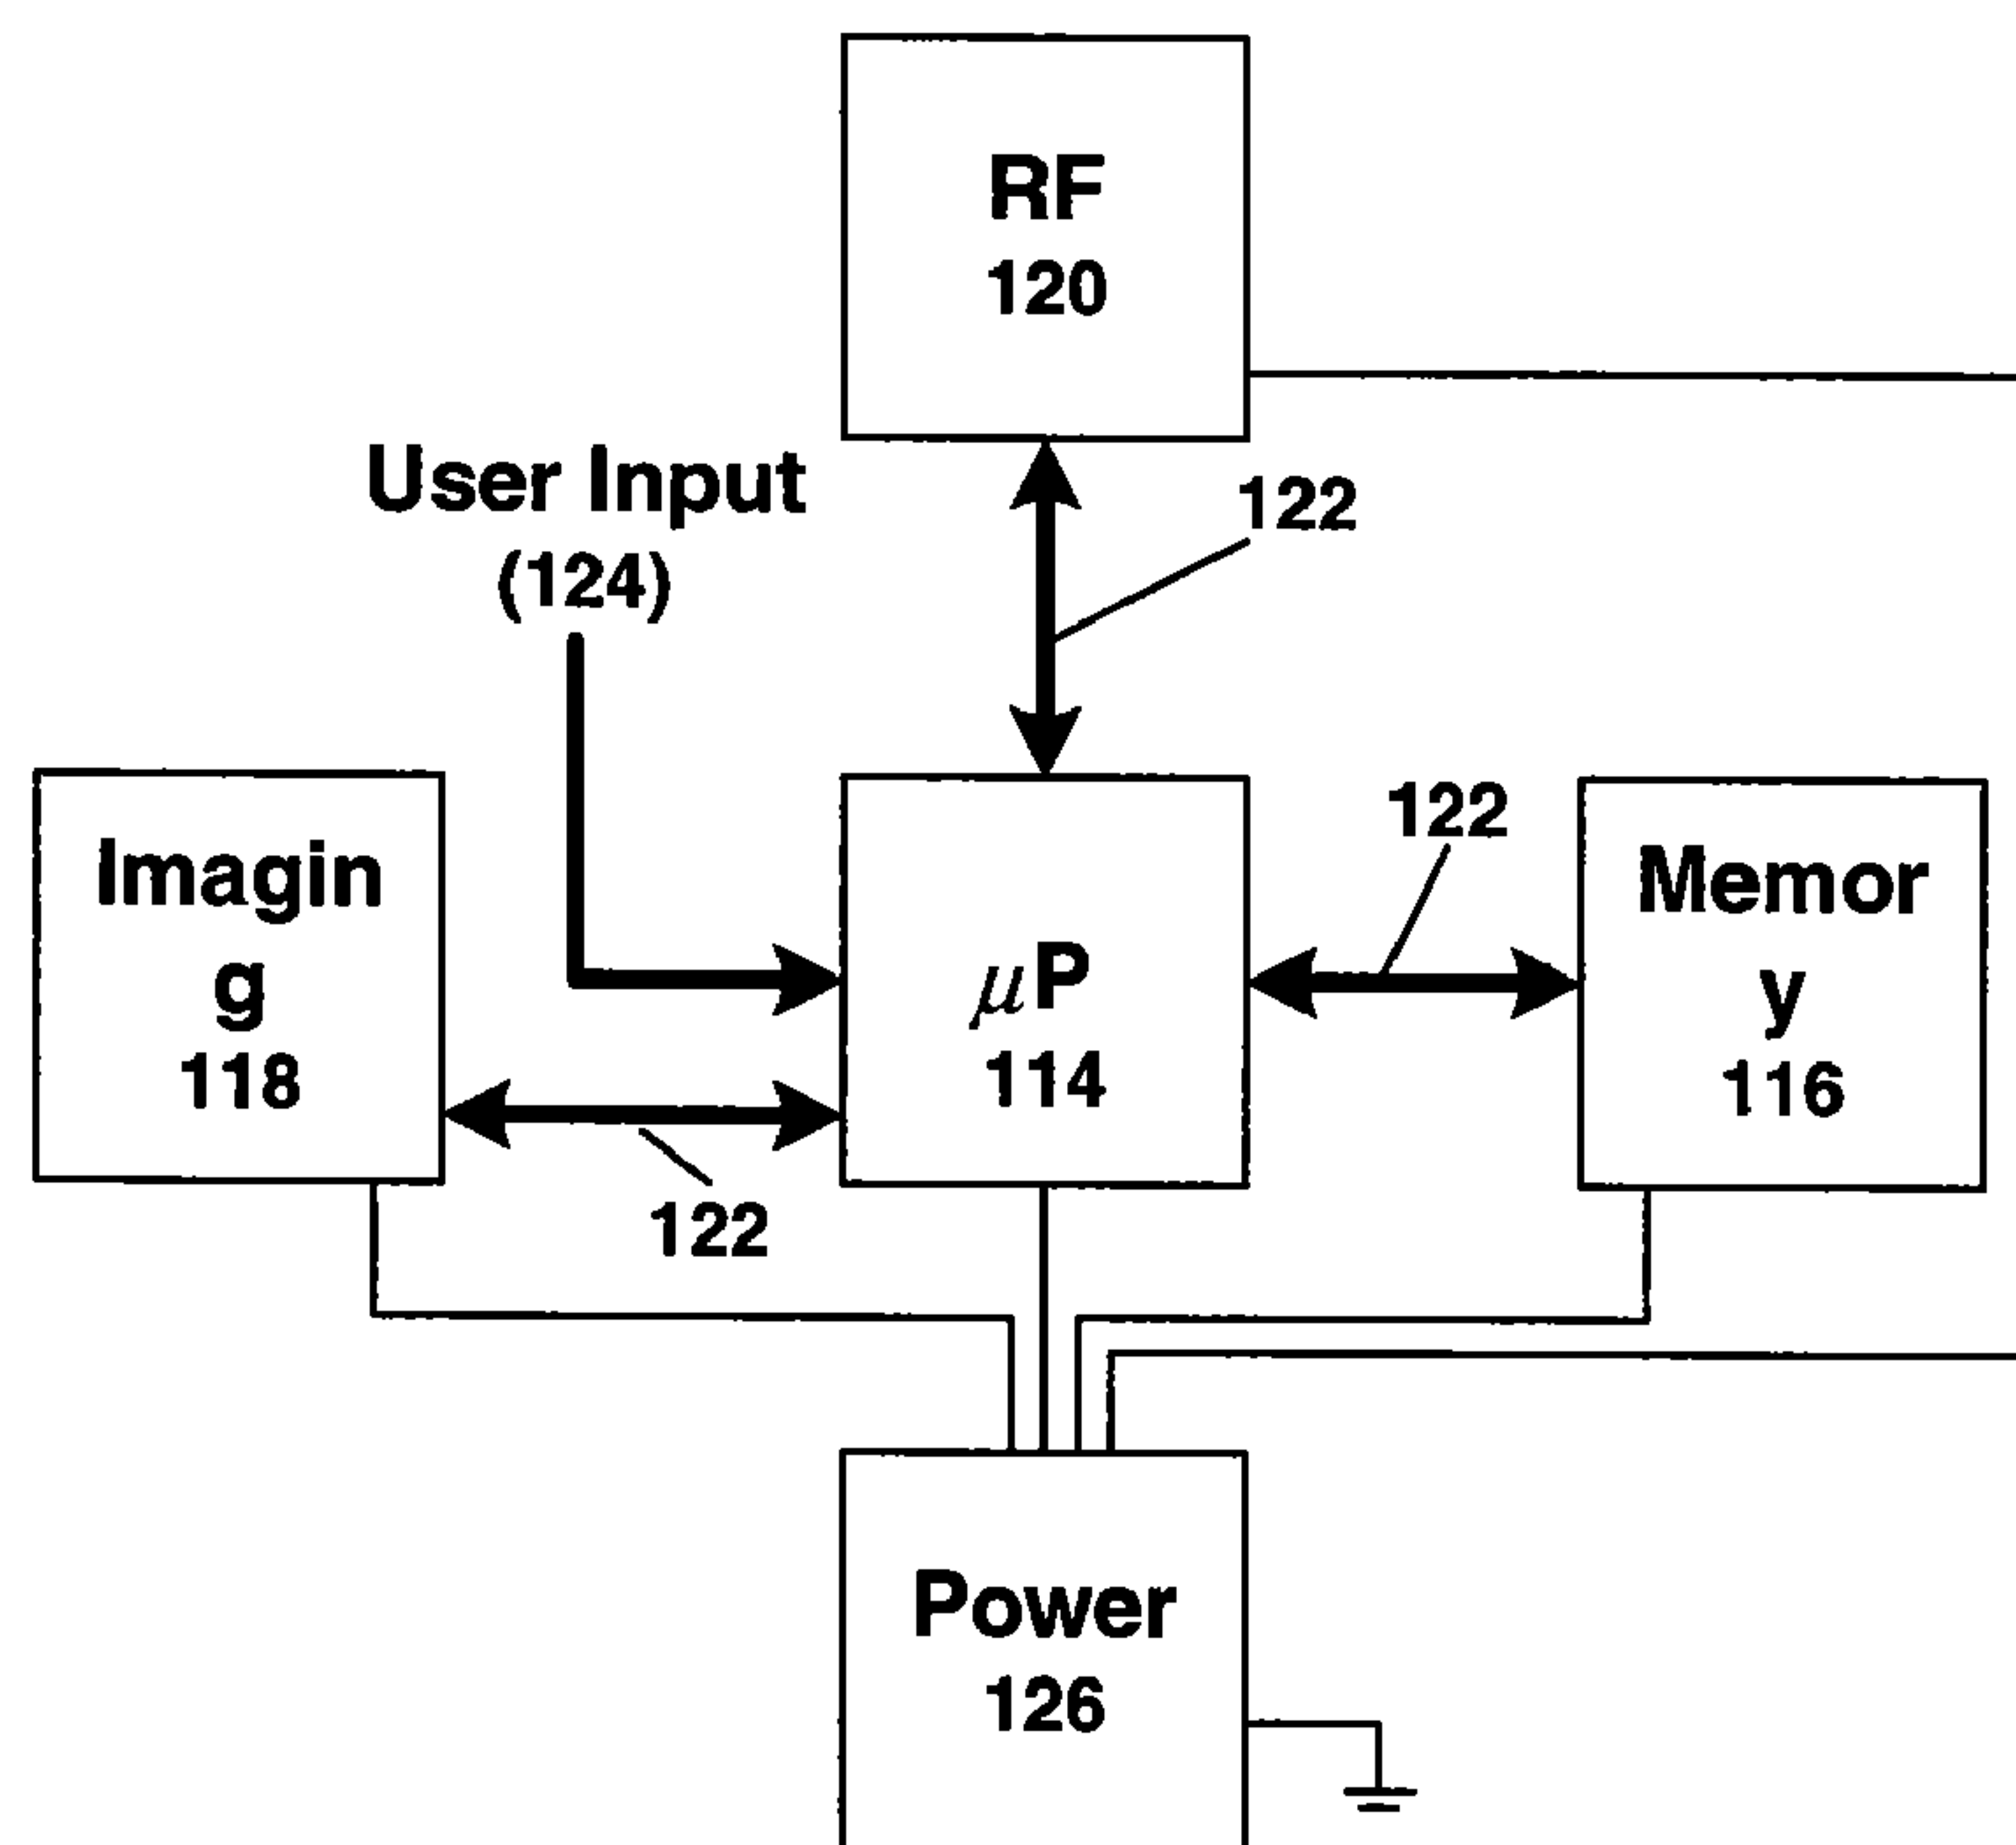 RF
120
User Input
(124)
122
122
Imagin
g
118
μP
114
Memor
y
116
122
Power
126